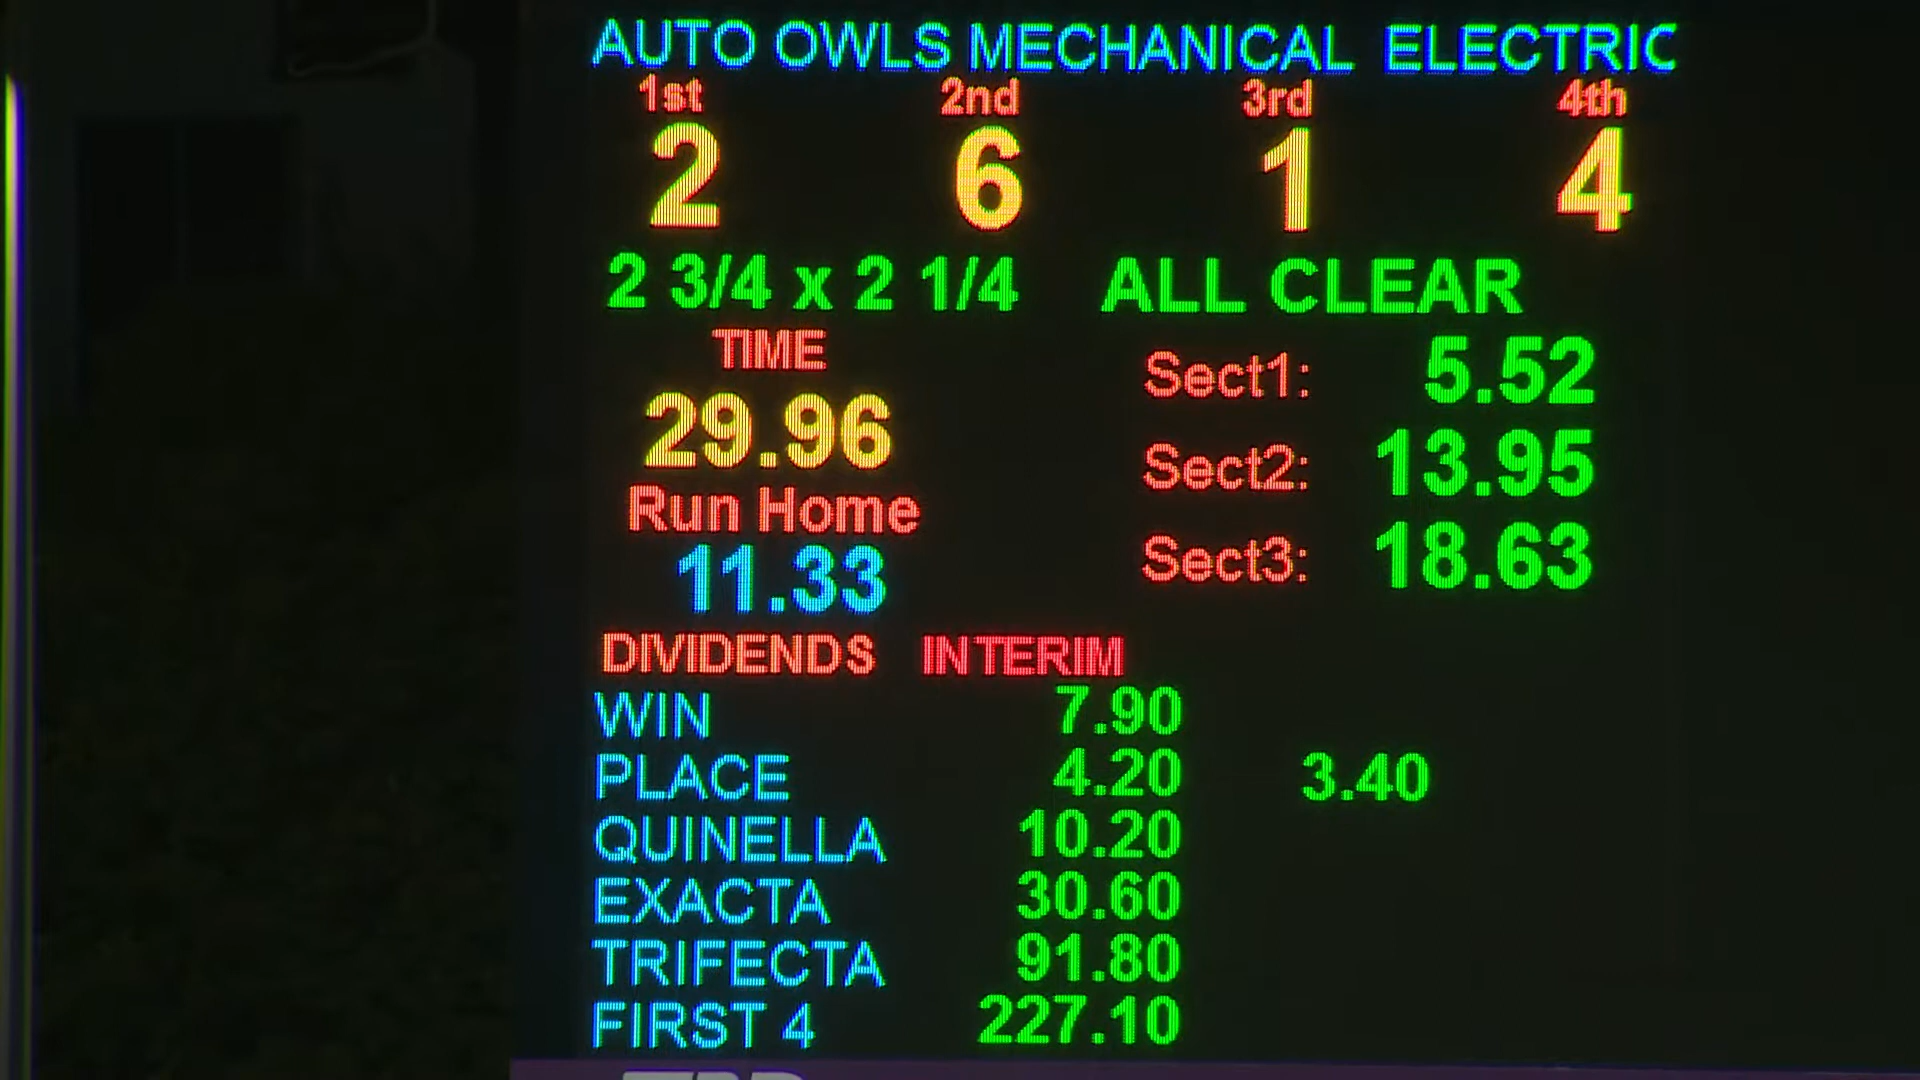 AUTO OWLS MECHANICAL ELECTRIC
1st 2nd 3rd 4th
2 6 1 4
2 3/4 x 2 1/4 ALL CLEAR
TIME
29.96
Run Home
11.33
Sect1: 5.52
Sect2: 13.95
Sect3: 18.63
DIVIDENDS INTERIM
WIN 7.90
PLACE 4.20 3.40
QUINELLA 10.20
EXACTA 30.60
TRIFECTA 91.80
FIRST 4 227.10